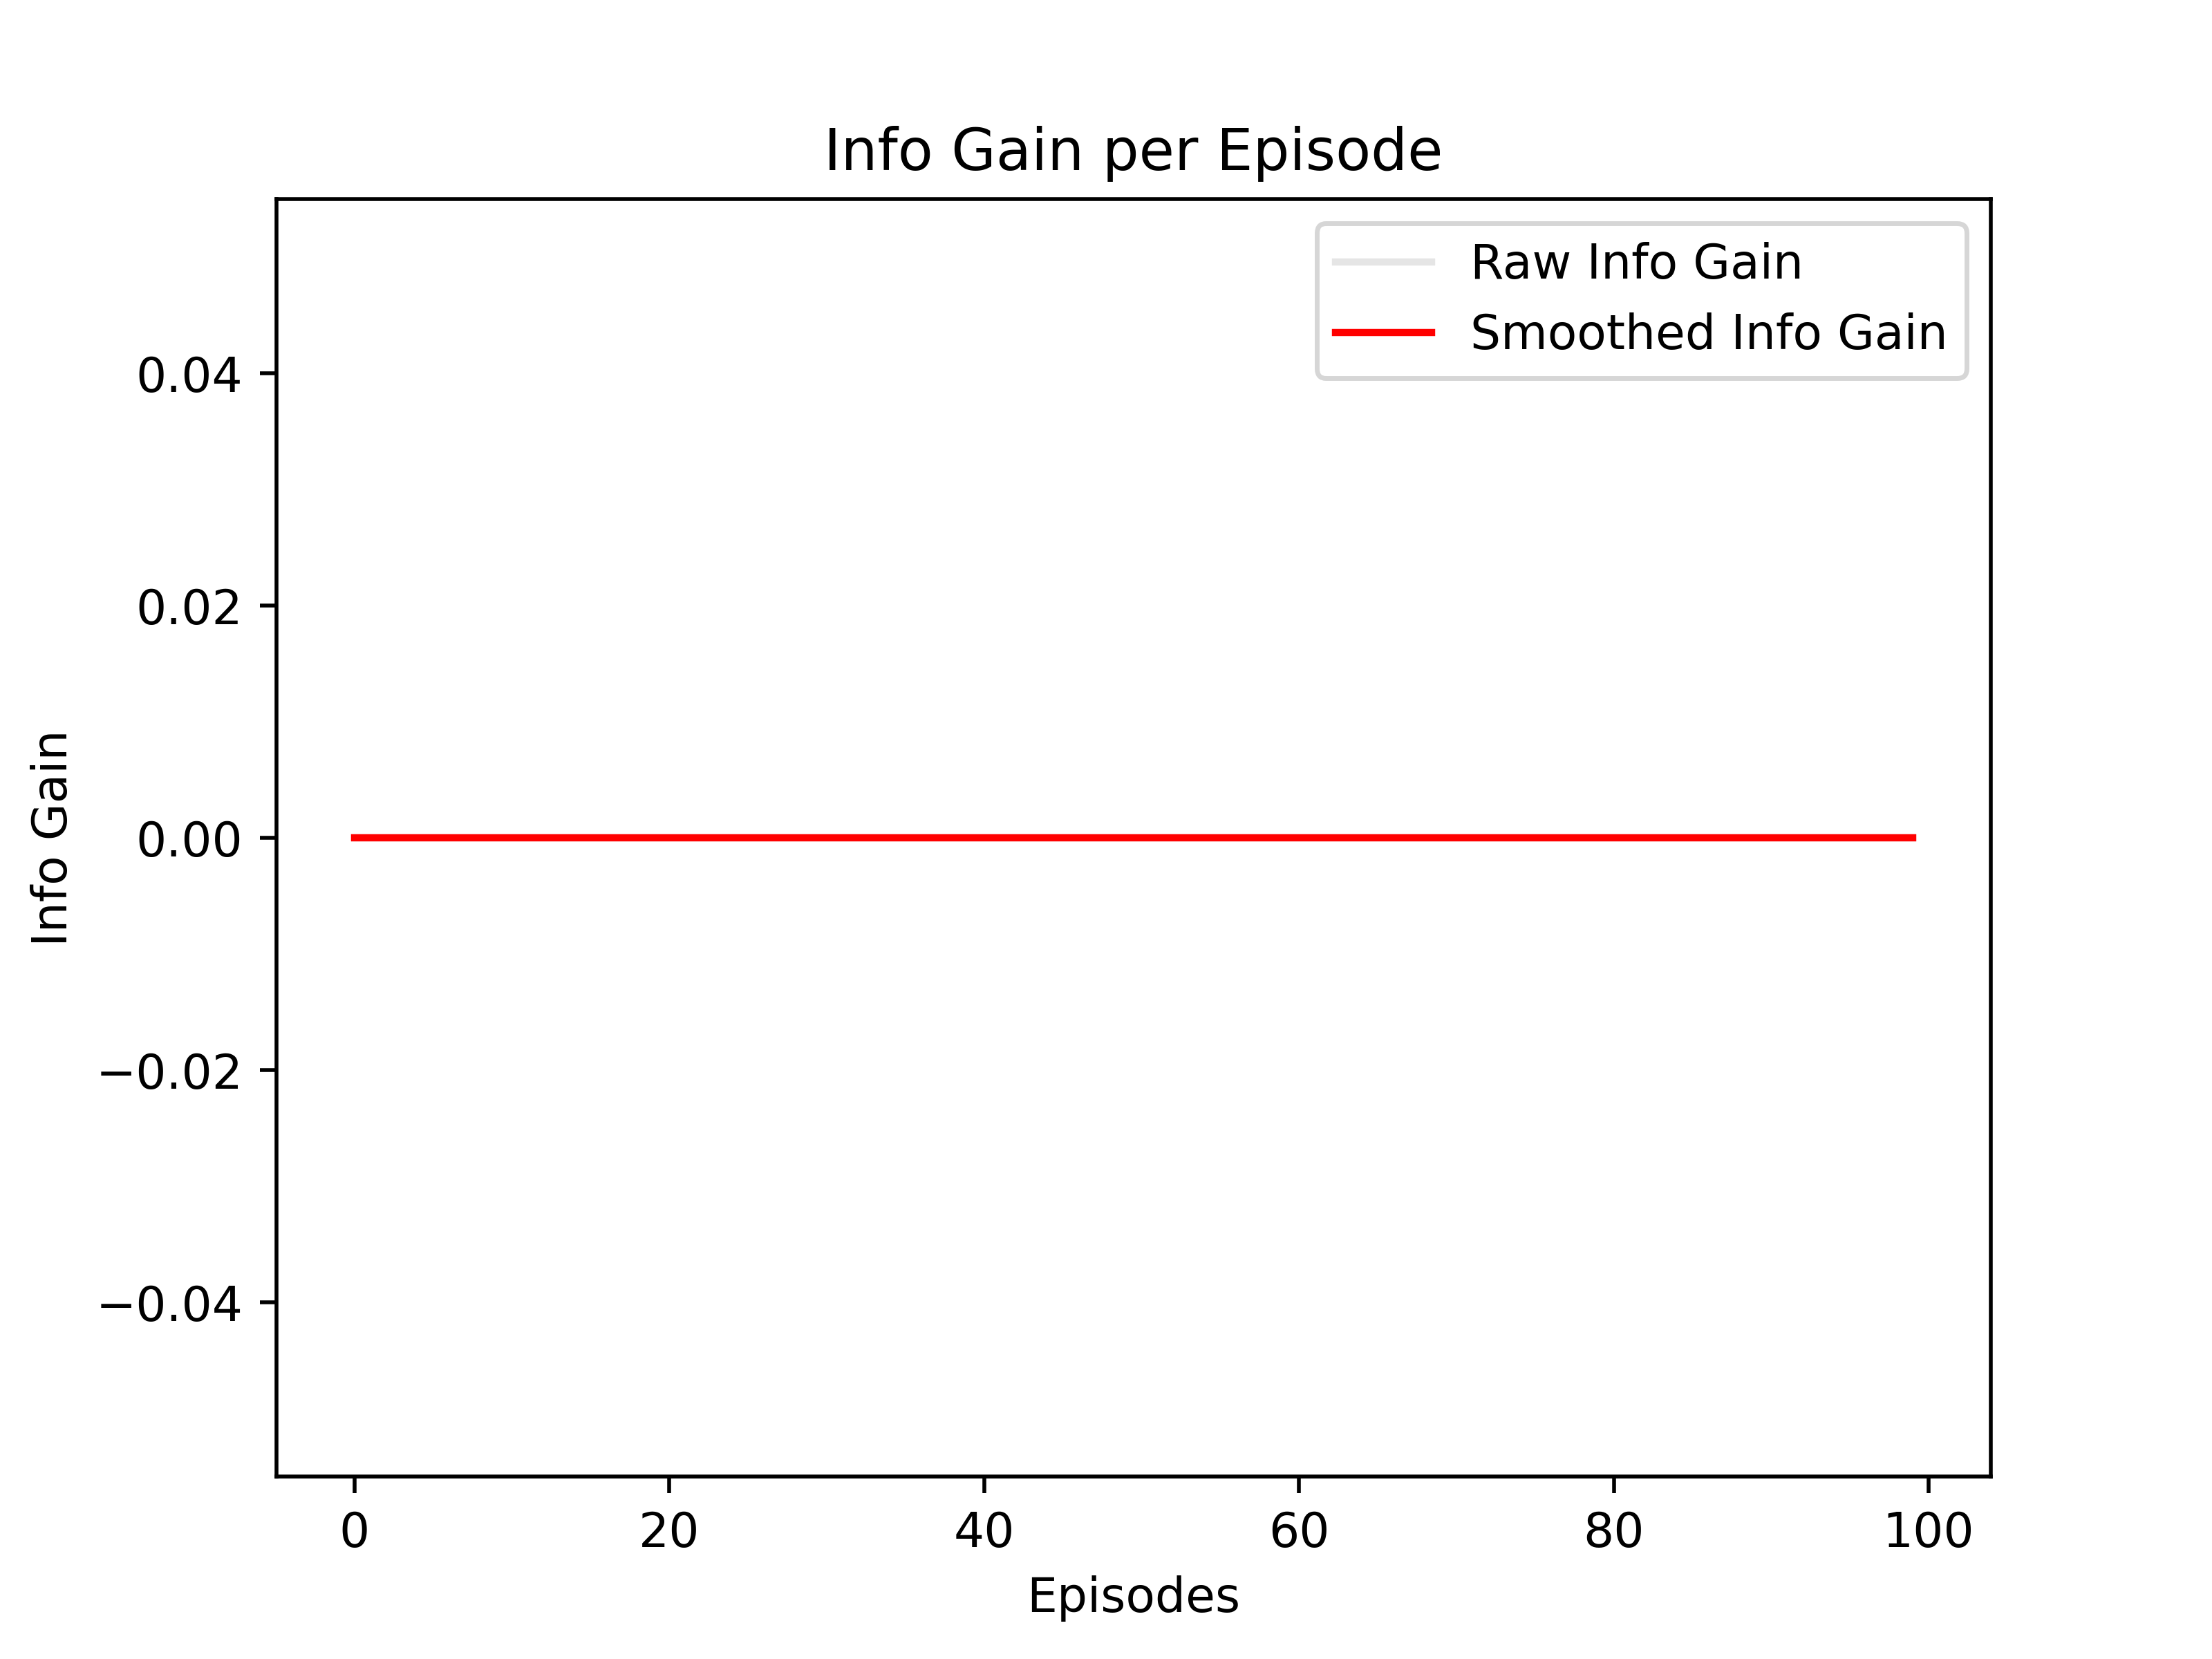 Info Gain per Episode
Raw Info Gain
Smoothed Info Gain
0.04
0.02
0.00
−0.02
−0.04
Info Gain
0 20 40 60 80 100
Episodes